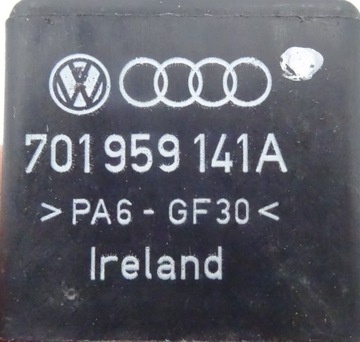 701 959 141A
>PA6-GF30<
Ireland